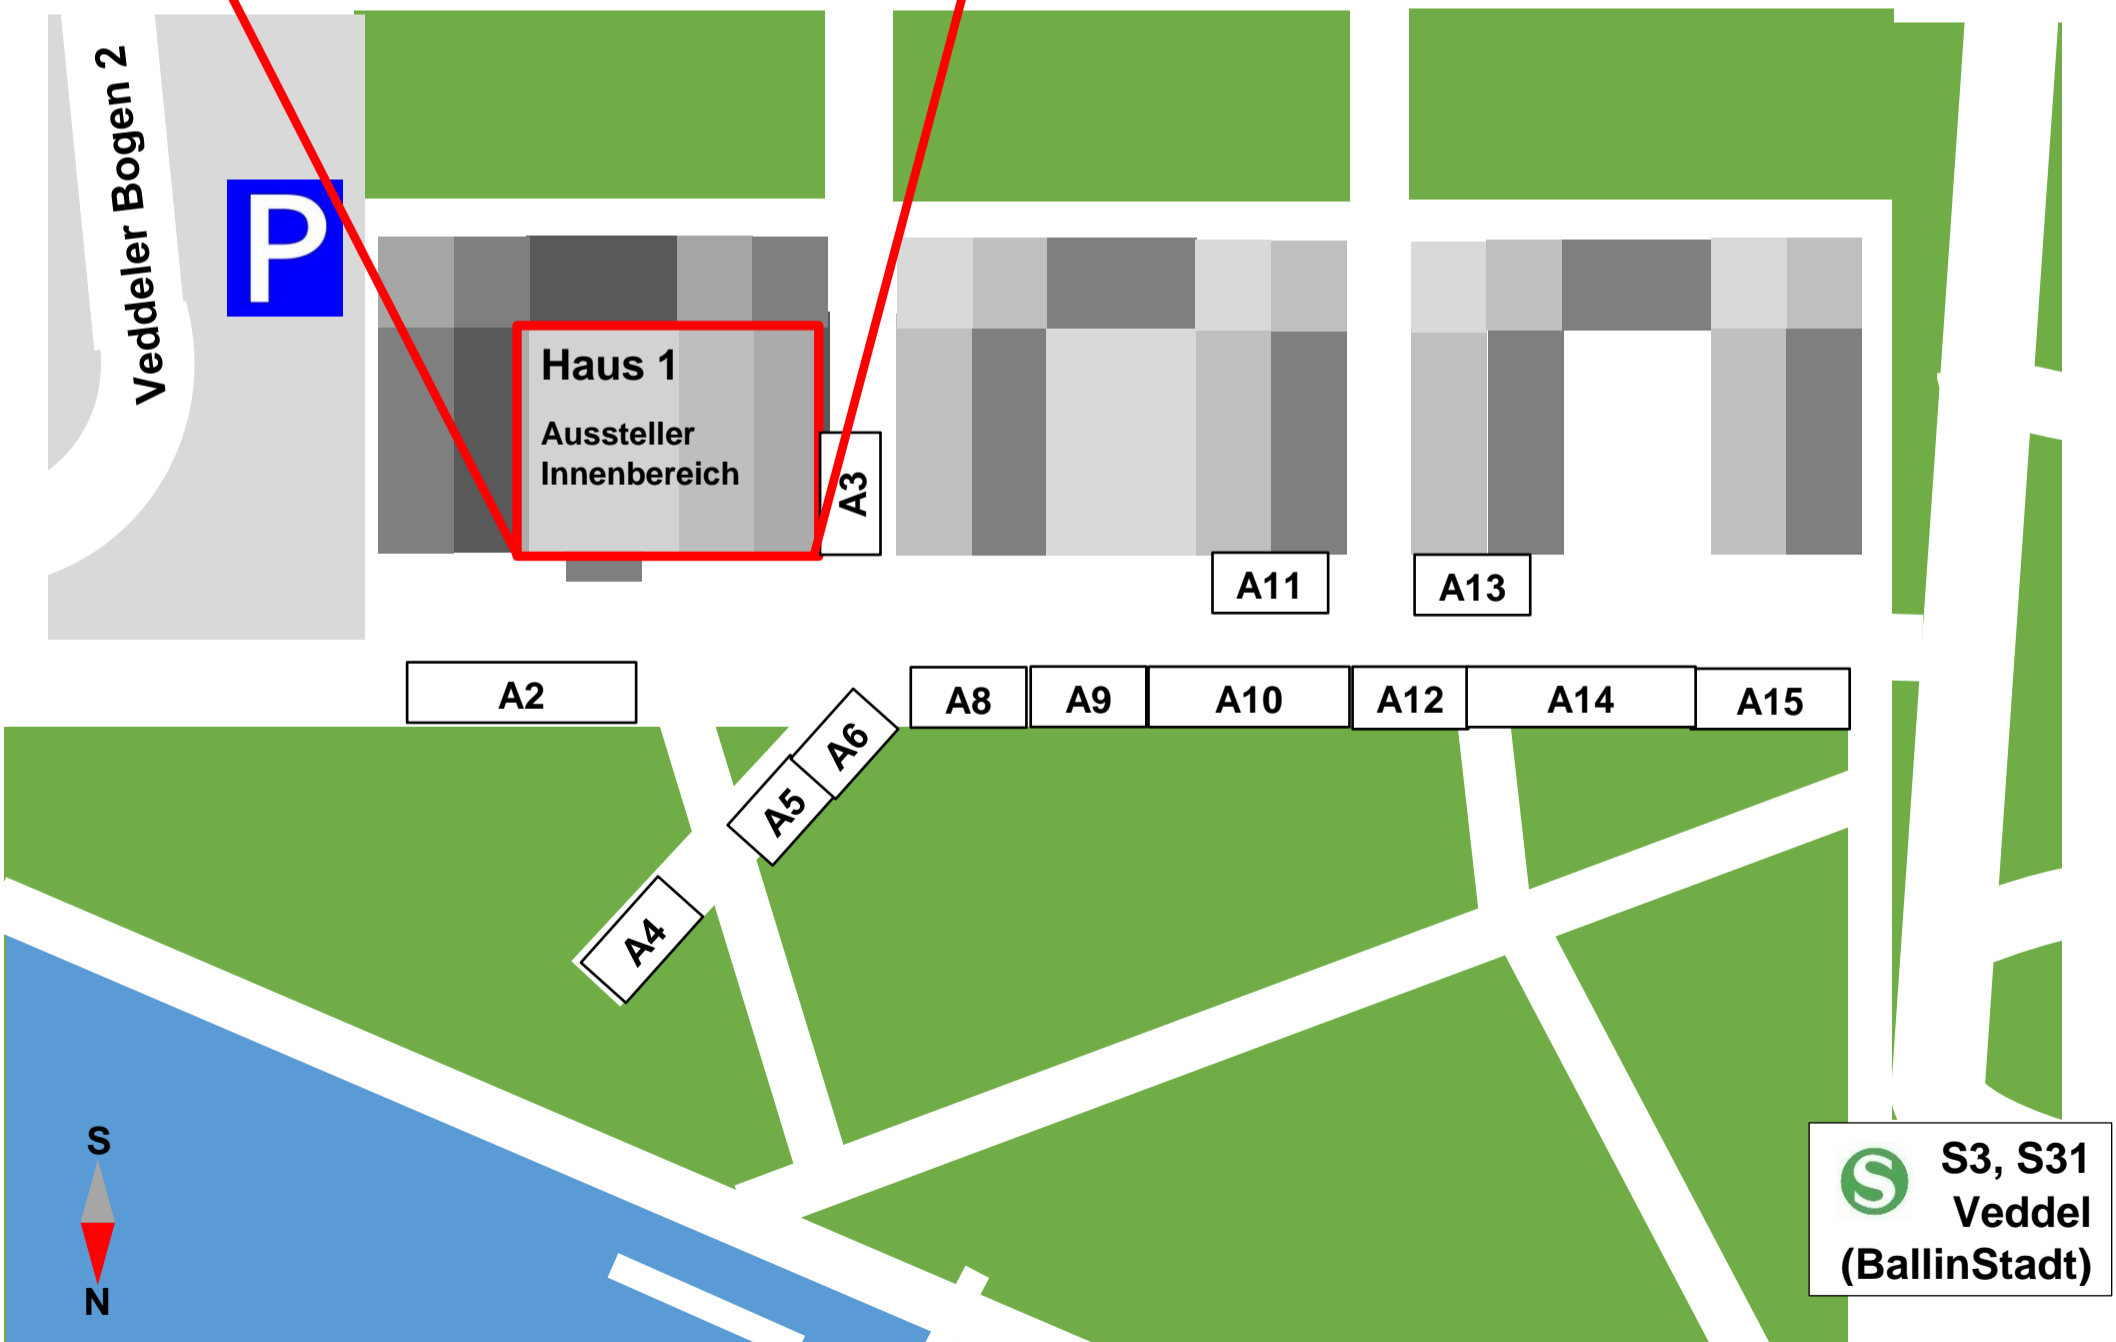 Veddeler Bogen 2
P
Haus 1
Aussteller
Innenbereich
A3
A11
A13
A2
A8
A9
A10
A12
A14
A15
A6
A5
A4
S
N
S
S3, S31
Veddel
(BallinStadt)